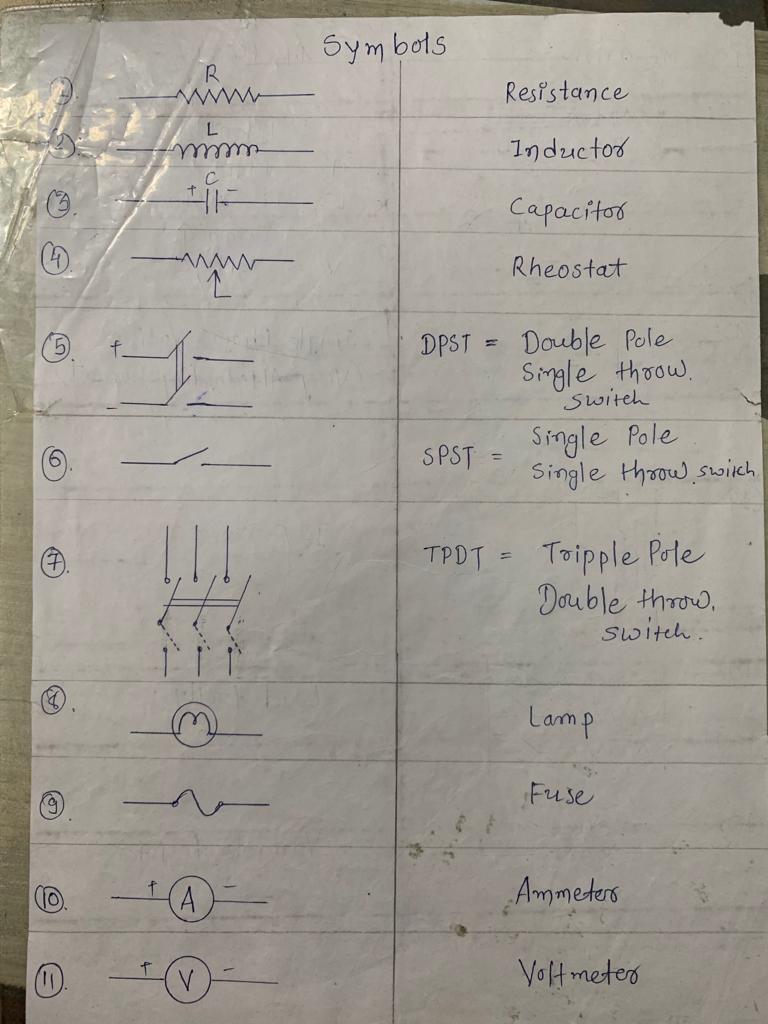 Symbols
1. R Resistance
2. L Inductor
3. + C - Capacitor
4. Rheostat
5. + - DPST = Double Pole
Single throw.
switch
6. SPST = Single Pole
Single throw switch
7. TPDT = Tripple Pole
Double throw.
switch.
8. Lamp
9. Fuse
10. + A - Ammeter
11. + V - Voltmeter